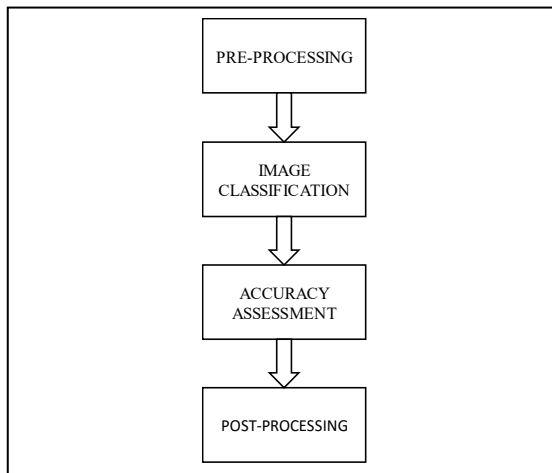 PRE-PROCESSING
IMAGE
CLASSIFICATION
ACCURACY
ASSESSMENT
POST-PROCESSING